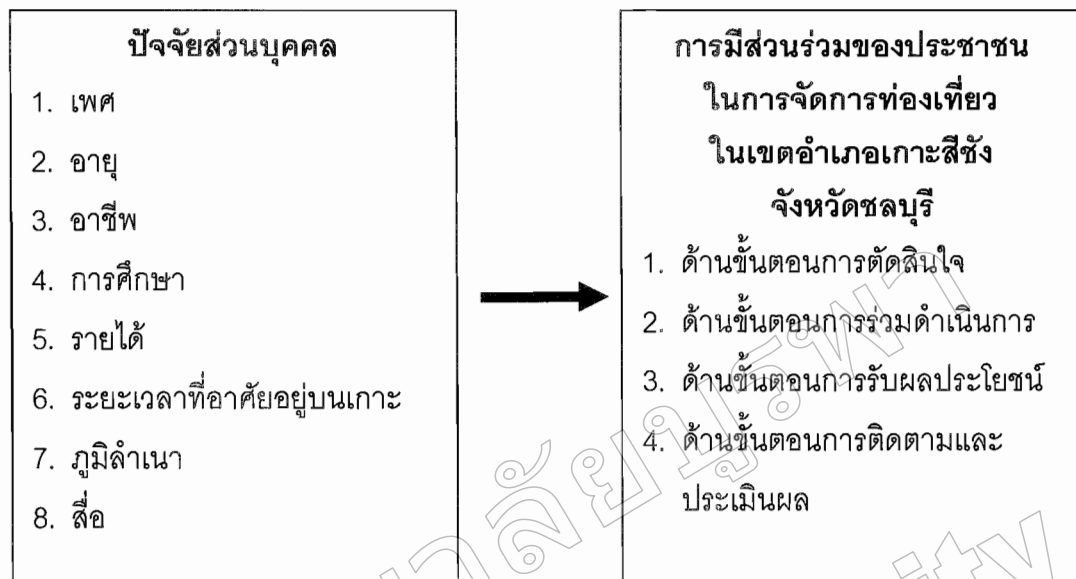 ปัจจัยส่วนบุคคล
1. เพศ
2. อายุ
3. อาชีพ
4. การศึกษา
5. รายได้
6. ระยะเวลาที่อาศัยอยู่บนเกาะ
7. ภูมิลำเนา
8. สื่อ
การมีส่วนร่วมของประชาชน
ในการจัดการท่องเที่ยว
ในเขตอำเภอเกาะสีชัง
จังหวัดชลบุรี
1. ด้านขั้นตอนการตัดสินใจ
2. ด้านขั้นตอนการร่วมดำเนินการ
3. ด้านขั้นตอนการรับผลประโยชน์
4. ด้านขั้นตอนการติดตามและ
ประเมินผล